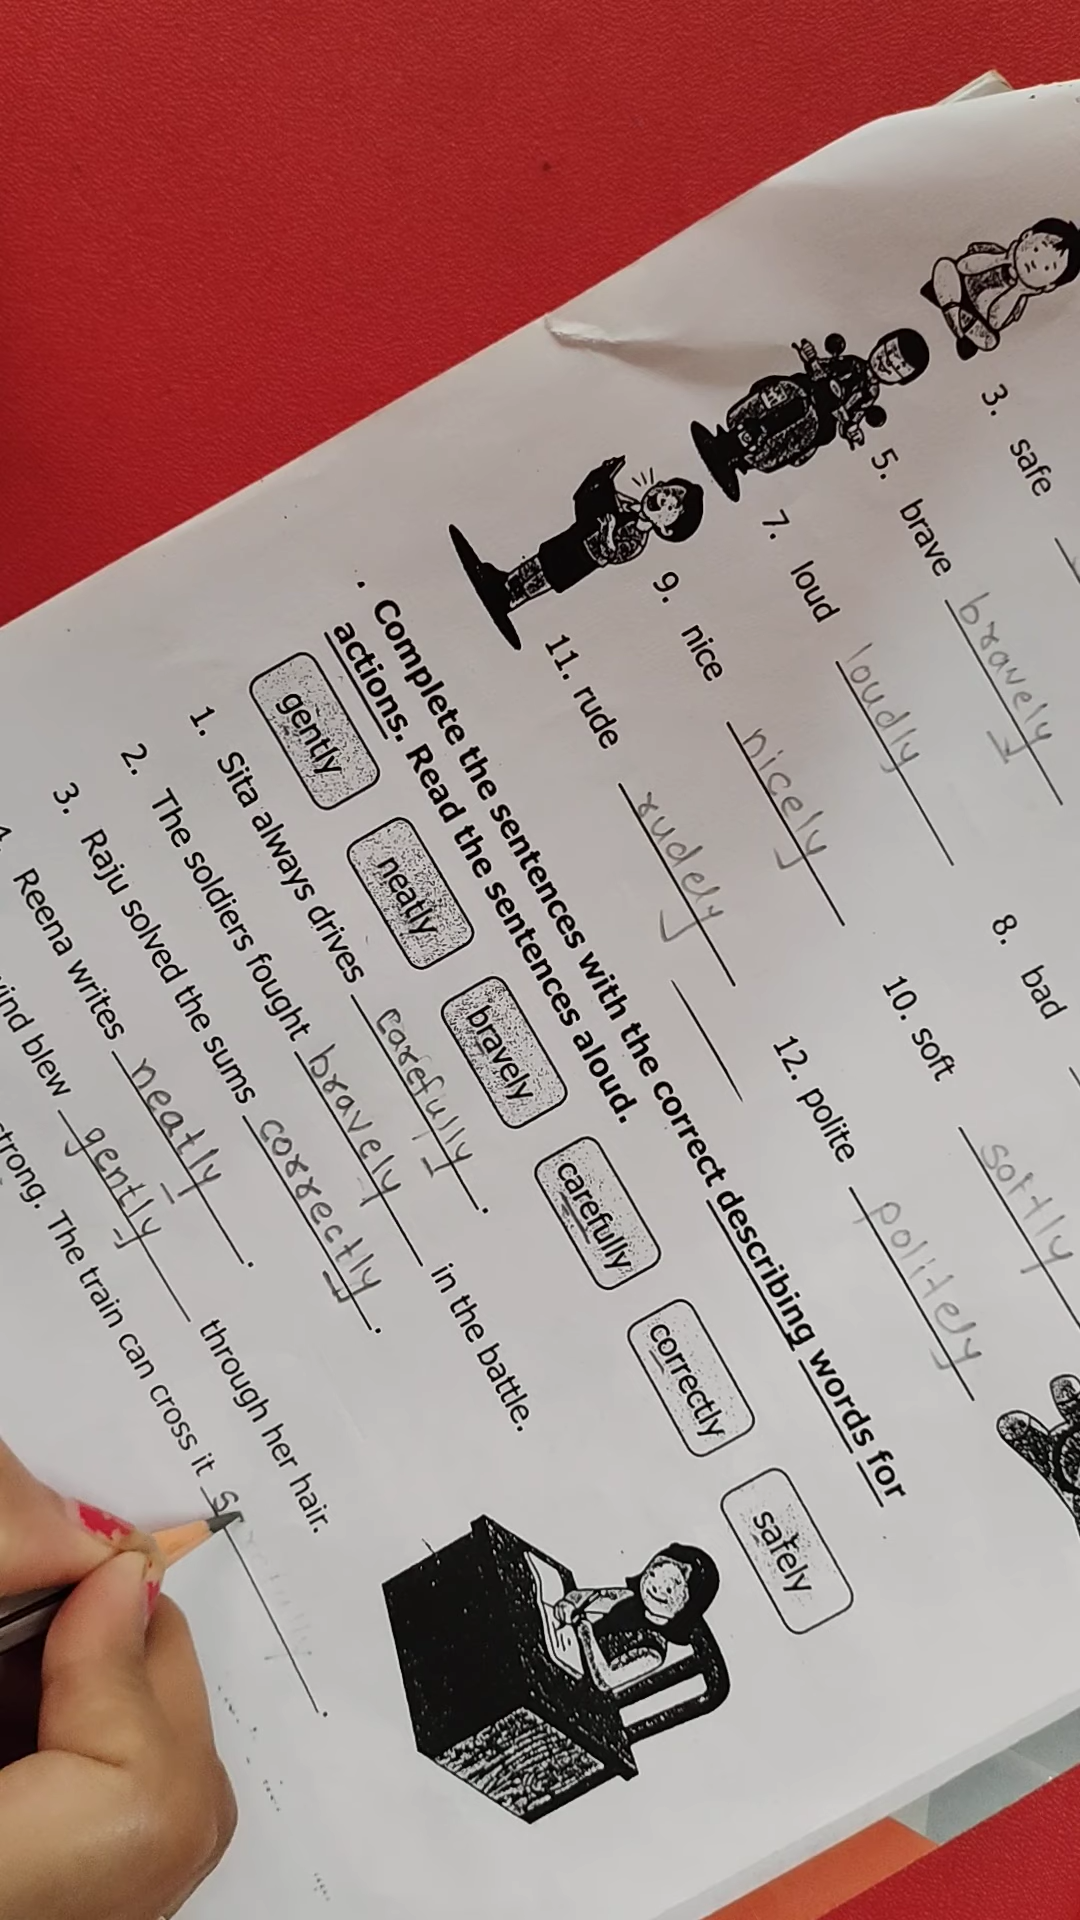 3. safe
5. brave bravely
7. loud loudly
8. bad
9. nice nicely
10. soft softly
11. rude rudely
12. polite politely
Complete the sentences with the correct describing words for
actions. Read the sentences aloud.
gently neatly bravely carefully correctly safely
1. Sita always drives carefully.
2. The soldiers fought bravely in the battle.
3. Raju solved the sums correctly.
Reena writes neatly.
blew gently through her hair.
strong. The train can cross it